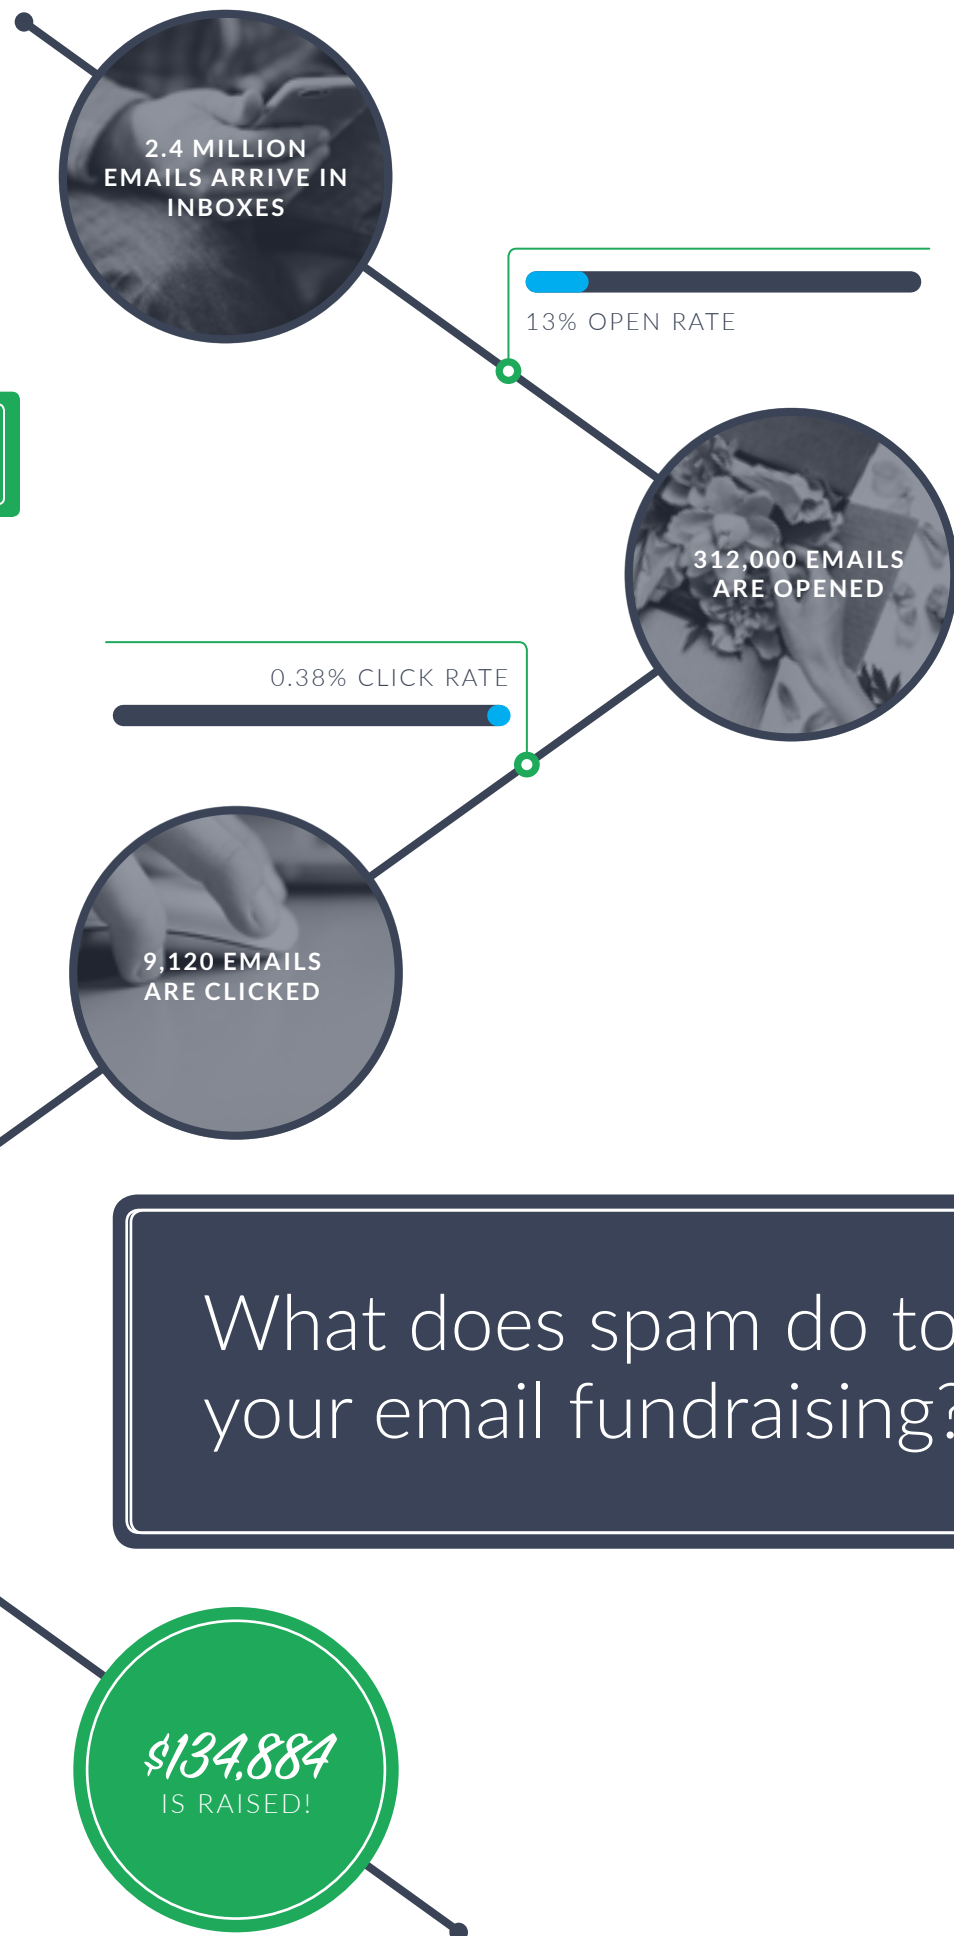 2.4 MILLION
EMAILS ARRIVE IN
INBOXES
13% OPEN RATE
312,000 EMAILS
ARE OPENED
0.38% CLICK RATE
9,120 EMAILS
ARE CLICKED
What does spam do to
your email fundraising?
$134,884
IS RAISED!